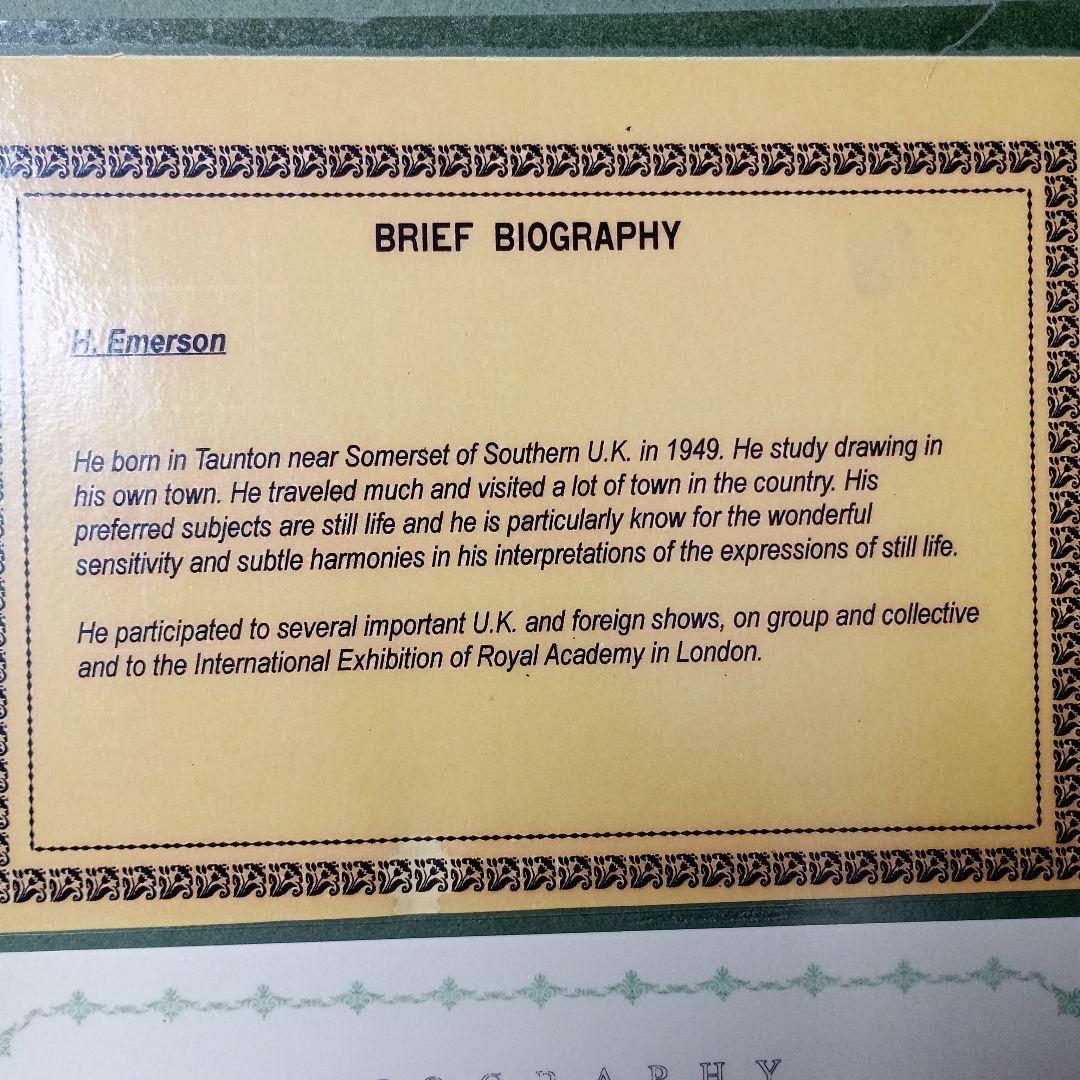 BRIEF BIOGRAPHY
H. Emerson
He born in Taunton near Somerset of Southern U.K. in 1949. He study drawing in
his own town. He traveled much and visited a lot of town in the country. His
preferred subjects are still life and he is particularly know for the wonderful
sensitivity and subtle harmonies in his interpretations of the expressions of still life.
He participated to several important U.K. and foreign shows, on group and collective
and to the International Exhibition of Royal Academy in London.